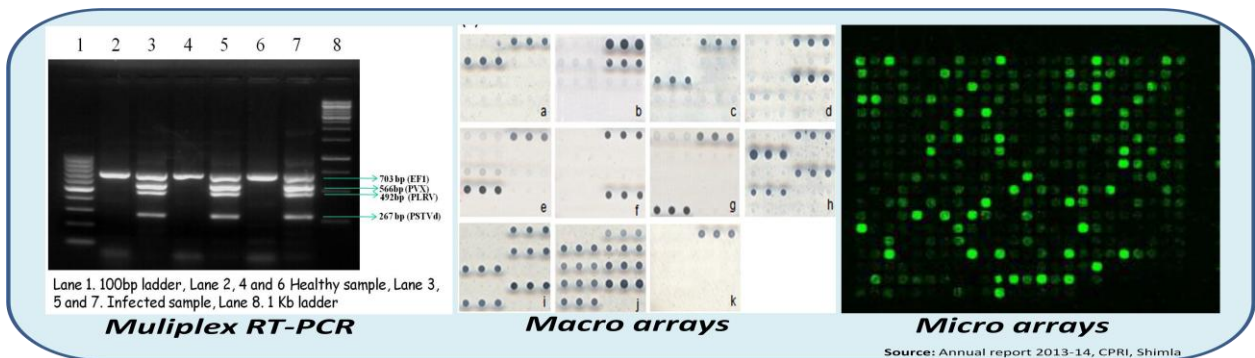 1 2 3 4 5 6 7 8
703 bp (EF1)
566bp (PVX)
492bp (PLRV)
267 bp (PSTVd)
Lane 1. 100bp ladder, Lane 2, 4 and 6 Healthy sample, Lane 3,
5 and 7. Infected sample, Lane 8. 1 Kb ladder
Muliplex RT-PCR
a b c d
e f g h
i j k
Macro arrays
Micro arrays
Source: Annual report 2013-14, CPRI, Shimla